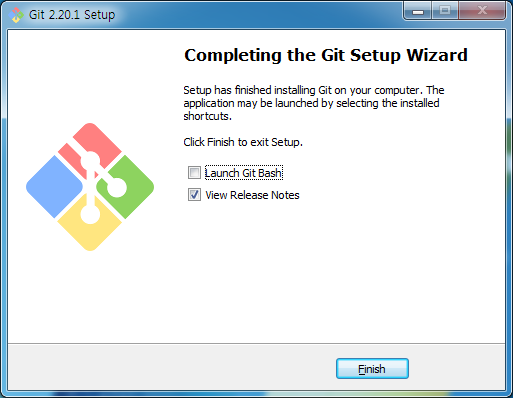 Git 2.20.1 Setup
Completing the Git Setup Wizard
Setup has finished installing Git on your computer. The
application may be launched by selecting the installed
shortcuts.
Click Finish to exit Setup.
Launch Git Bash
View Release Notes
Finish